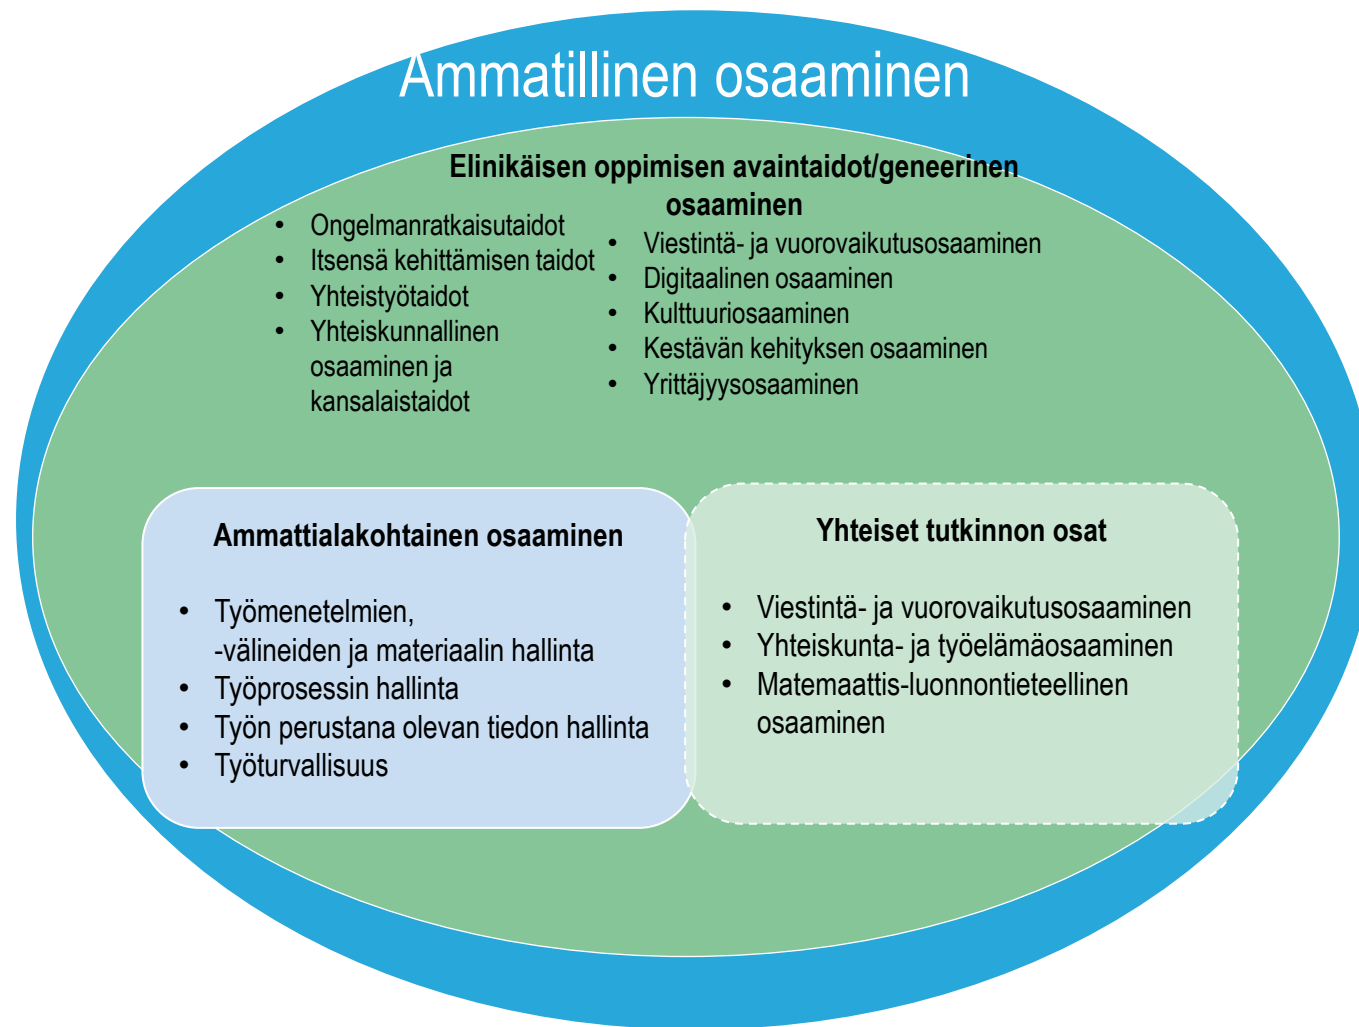 Ammatillinen osaaminen
Elinikäisen oppimisen avaintaidot/geneerinen
osaaminen
• Ongelmanratkaisutaidot
• Itsensä kehittämisen taidot
• Yhteistyötaidot
• Yhteiskunnallinen
osaaminen ja
kansalaistaidot
• Viestintä- ja vuorovaikutusosaaminen
• Digitaalinen osaaminen
• Kulttuuriosaaminen
• Kestävän kehityksen osaaminen
• Yrittäjyysosaaminen
Ammattialakohtainen osaaminen
• Työmenetelmien,
-välineiden ja materiaalin hallinta
• Työprosessin hallinta
• Työn perustana olevan tiedon hallinta
• Työturvallisuus
Yhteiset tutkinnon osat
• Viestintä- ja vuorovaikutusosaaminen
• Yhteiskunta- ja työelämäosaaminen
• Matemaattis-luonnontieteellinen
osaaminen